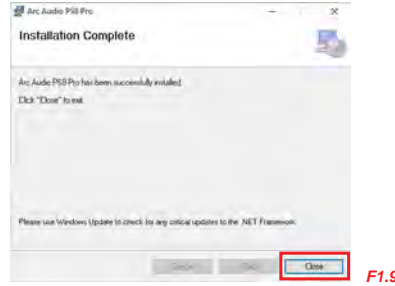 Arc Audio PS8 Pro
Installation Complete
Arc Audio PS8 Pro has been successfully installed.
Click "Close" to exit.
Please use Windows Update to check for any critical updates to the .NET Framework.
Cancel
Close
F1.9